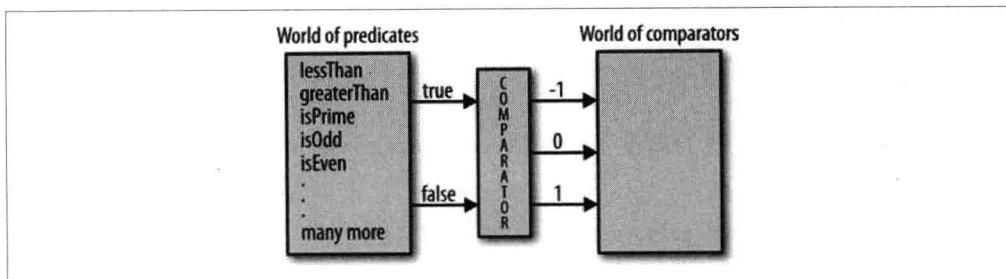 World of predicates
lessThan
greaterThan
isPrime
isOdd
isEven
.
.
.
many more
true
false
COMPARATOR
-1
0
1
World of comparators